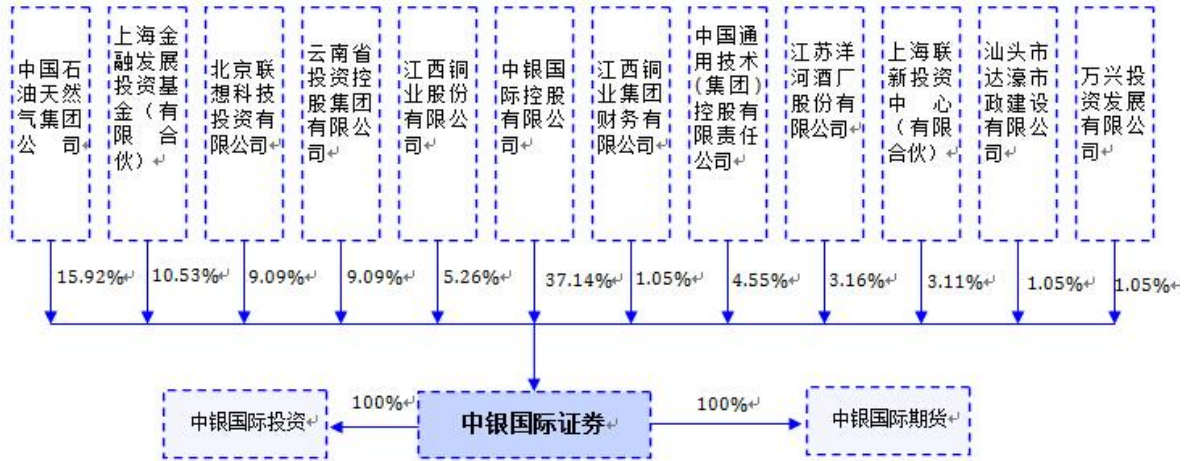 中国石
油天然
气集团
公司
上海金
融发展
投资基
金（有
限合
伙）
北京联
想科技
投资有
限公司
云南省
投资控
股集团
有限公
司
江西铜
业股份
有限公
司
中银国
际控股
有限公
司
江西铜
业集团
财务有
限公司
中国通
用技术
(集团)
控股有
限责任
公司
江苏洋
河酒厂
股份有
限公司
上海联
新投资
中心
（有限
合伙）
汕头市
达濠市
政建设
有限公
司
万兴投
资发展
有限公
司
15.92%
10.53%
9.09%
9.09%
5.26%
37.14%
1.05%
4.55%
3.16%
3.11%
1.05%
1.05%
中银国际投资
100%
中银国际证券
100%
中银国际期货